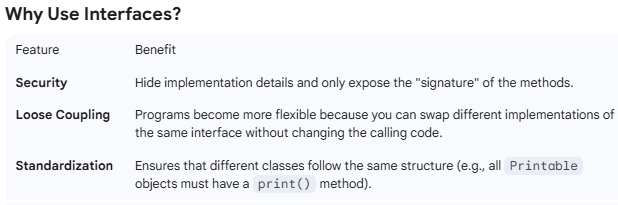 Why Use Interfaces?
Feature Benefit
Security Hide implementation details and only expose the "signature" of the methods.
Loose Coupling Programs become more flexible because you can swap different implementations of
the same interface without changing the calling code.
Standardization Ensures that different classes follow the same structure (e.g., all Printable
objects must have a print() method).